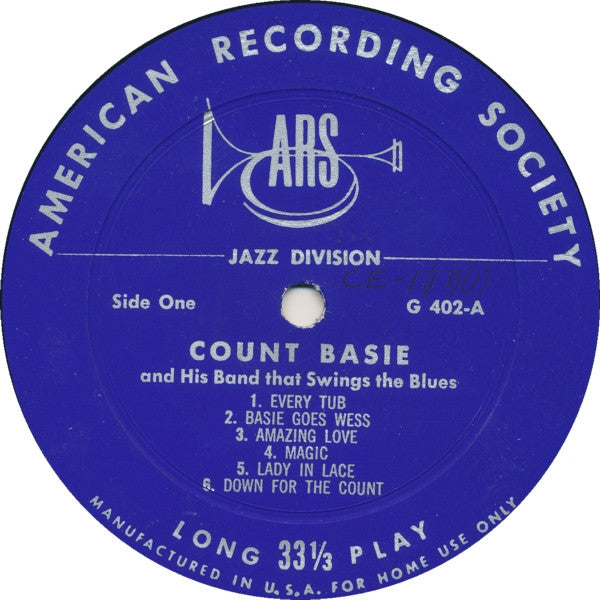 AMERICAN RECORDING SOCIETY
ARS
JAZZ DIVISION
Side One
G 402-A
COUNT BASIE
and His Band that Swings the Blues
1. EVERY TUB
2. BASIE GOES WESS
3. AMAZING LOVE
4. MAGIC
5. LADY IN LACE
6. DOWN FOR THE COUNT
LONG 33⅓ PLAY
MANUFACTURED IN U.S.A. FOR HOME USE ONLY